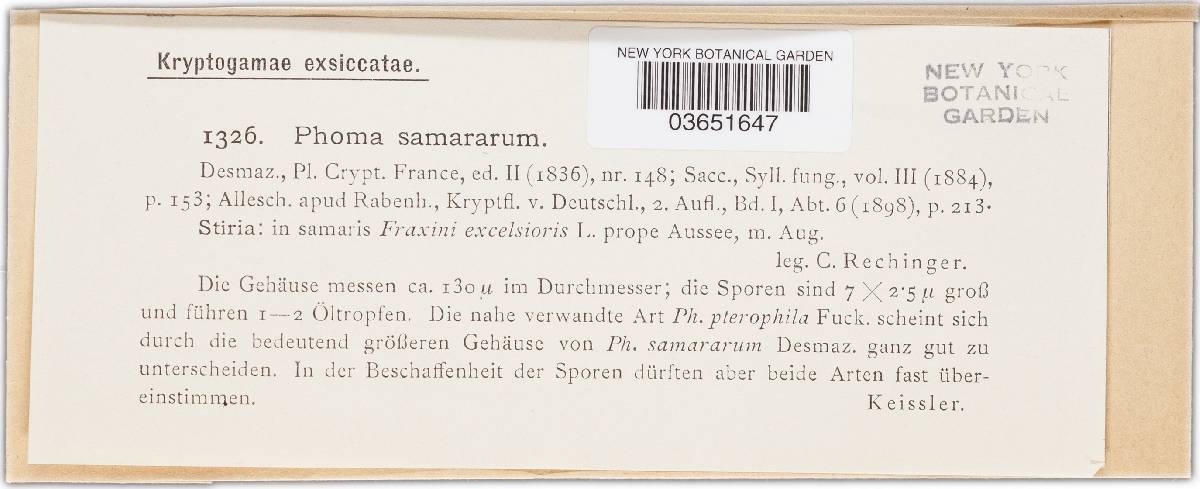 Kryptogamae exsiccatae.
NEW YORK BOTANICAL GARDEN
03651647
NEW YORK
BOTANICAL
GARDEN
1326. Phoma samararum.
Desmaz., Pl. Crypt. France, ed. II (1836), nr. 148; Sacc., Syll. fung., vol. III (1884),
p. 153; Allesch. apud Rabenh., Kryptfl. v. Deutschl., 2. Aufl., Bd. I, Abt. 6 (1898), p. 213.
Stiria: in samaris Fraxini excelsioris L. prope Aussee, m. Aug.
leg. C. Rechinger.
Die Gehäuse messen ca. 130 μ im Durchmesser; die Sporen sind 7 × 2·5 μ groß
und führen 1—2 Öltropfen. Die nahe verwandte Art Ph. pterophila Fuck. scheint sich
durch die bedeutend größeren Gehäuse von Ph. samararum Desmaz. ganz gut zu
unterscheiden. In der Beschaffenheit der Sporen dürften aber beide Arten fast über-
einstimmen.
Keissler.